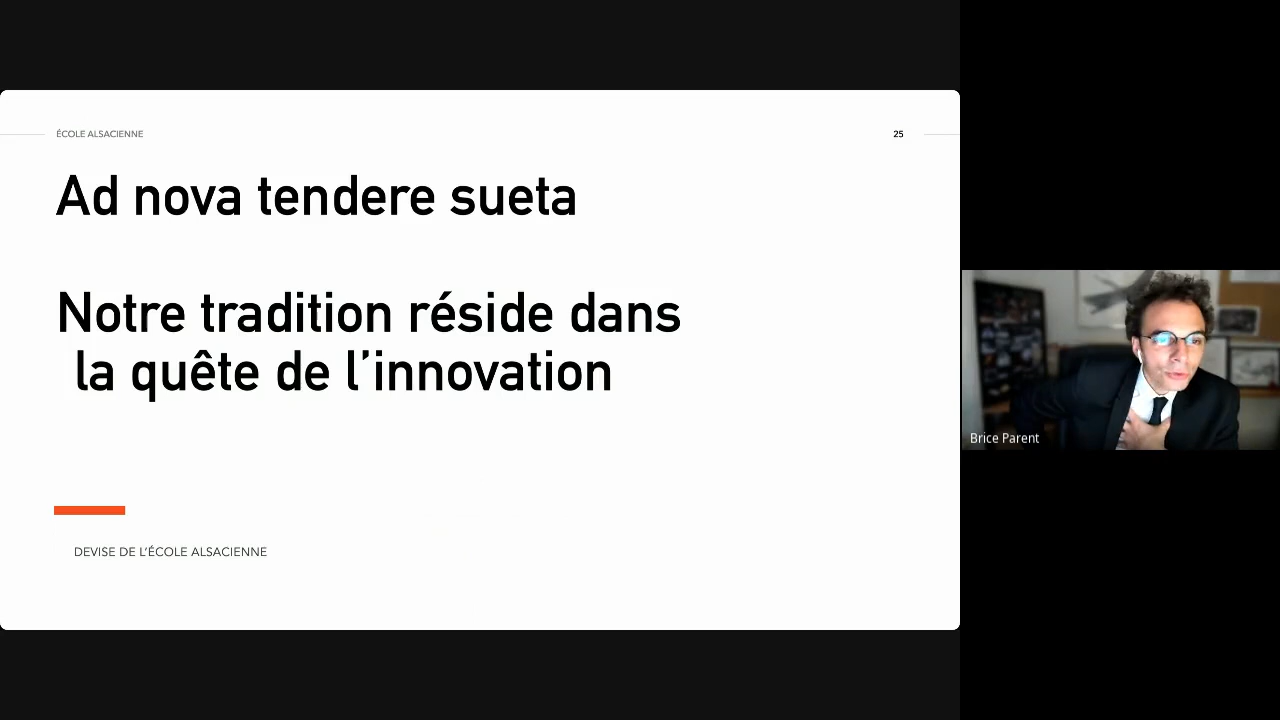 ÉCOLE ALSACIENNE
25
Ad nova tendere sueta
Notre tradition réside dans
la quête de l’innovation
DEVISE DE L’ÉCOLE ALSACIENNE
Brice Parent